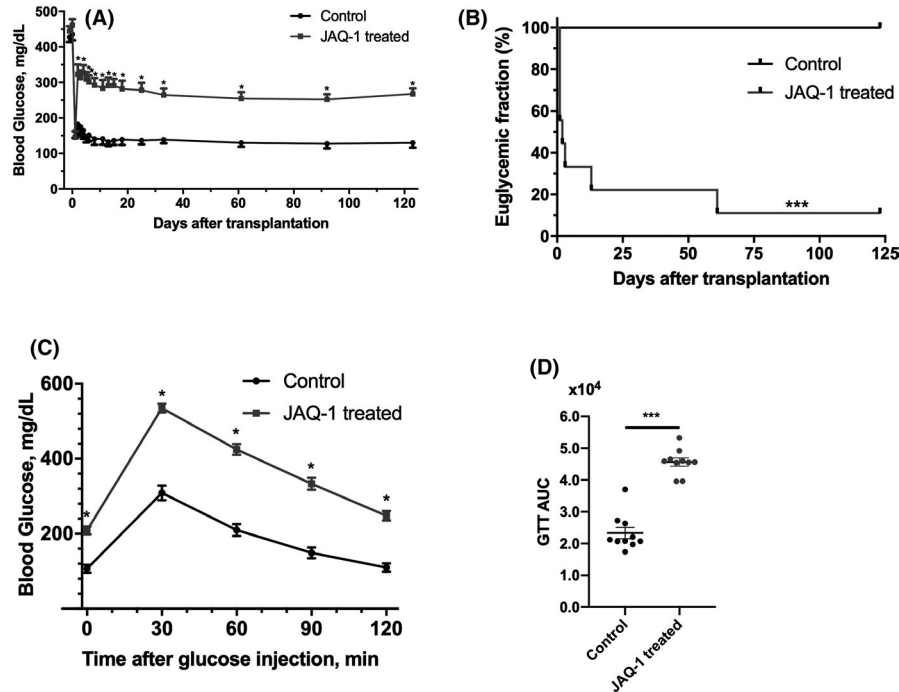 (A)
Control
JAQ-1 treated
Blood Glucose, mg/dL
500
400
300
200
100
0
* * * * * * * * * * * * * *
0 20 40 60 80 100 120
Days after transplantation
(B)
Euglycemic fraction (%)
100
80
60
40
20
0
Control
JAQ-1 treated
***
0 25 50 75 100 125
Days after transplantation
(C)
Control
JAQ-1 treated
Blood Glucose, mg/dL
600
400
200
* * * * *
0 30 60 90 120
Time after glucose injection, min
(D)
x10⁴
GTT AUC
6.0
5.0
4.0
3.0
2.0
1.0
0.0
***
Control
JAQ-1 treated